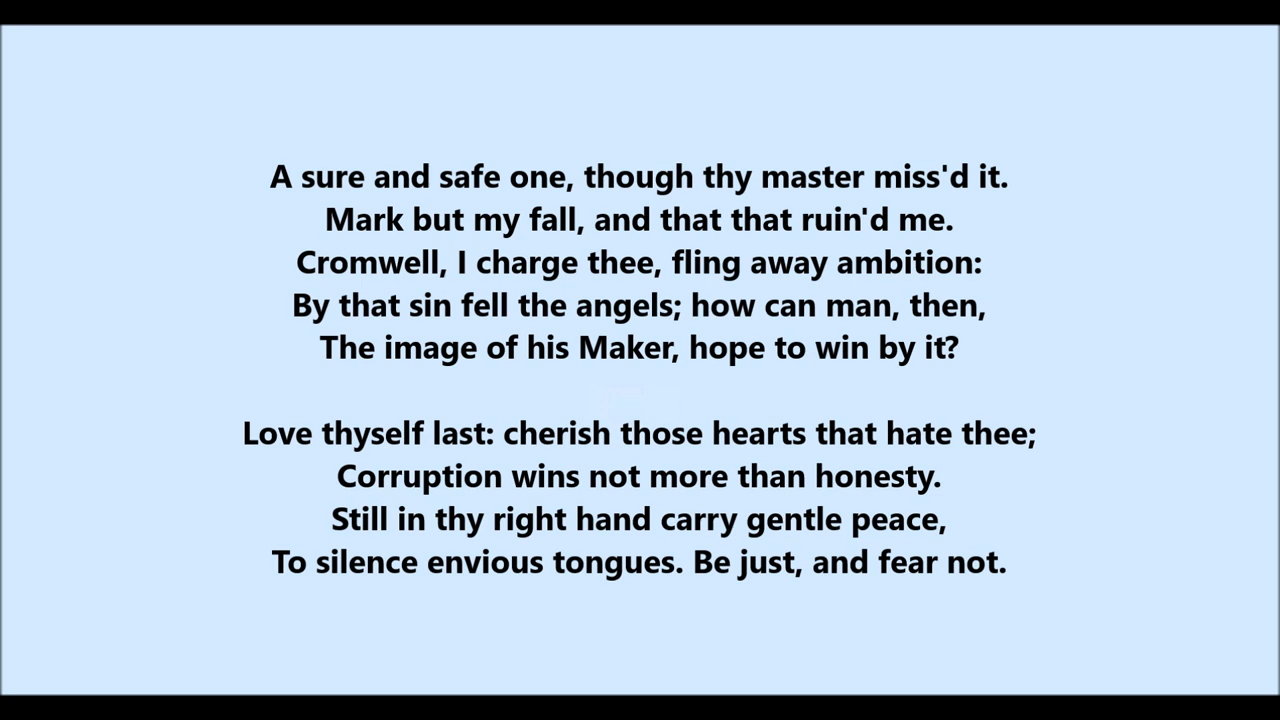 A sure and safe one, though thy master miss'd it.
Mark but my fall, and that that ruin'd me.
Cromwell, I charge thee, fling away ambition:
By that sin fell the angels; how can man, then,
The image of his Maker, hope to win by it?
Love thyself last: cherish those hearts that hate thee;
Corruption wins not more than honesty.
Still in thy right hand carry gentle peace,
To silence envious tongues. Be just, and fear not.